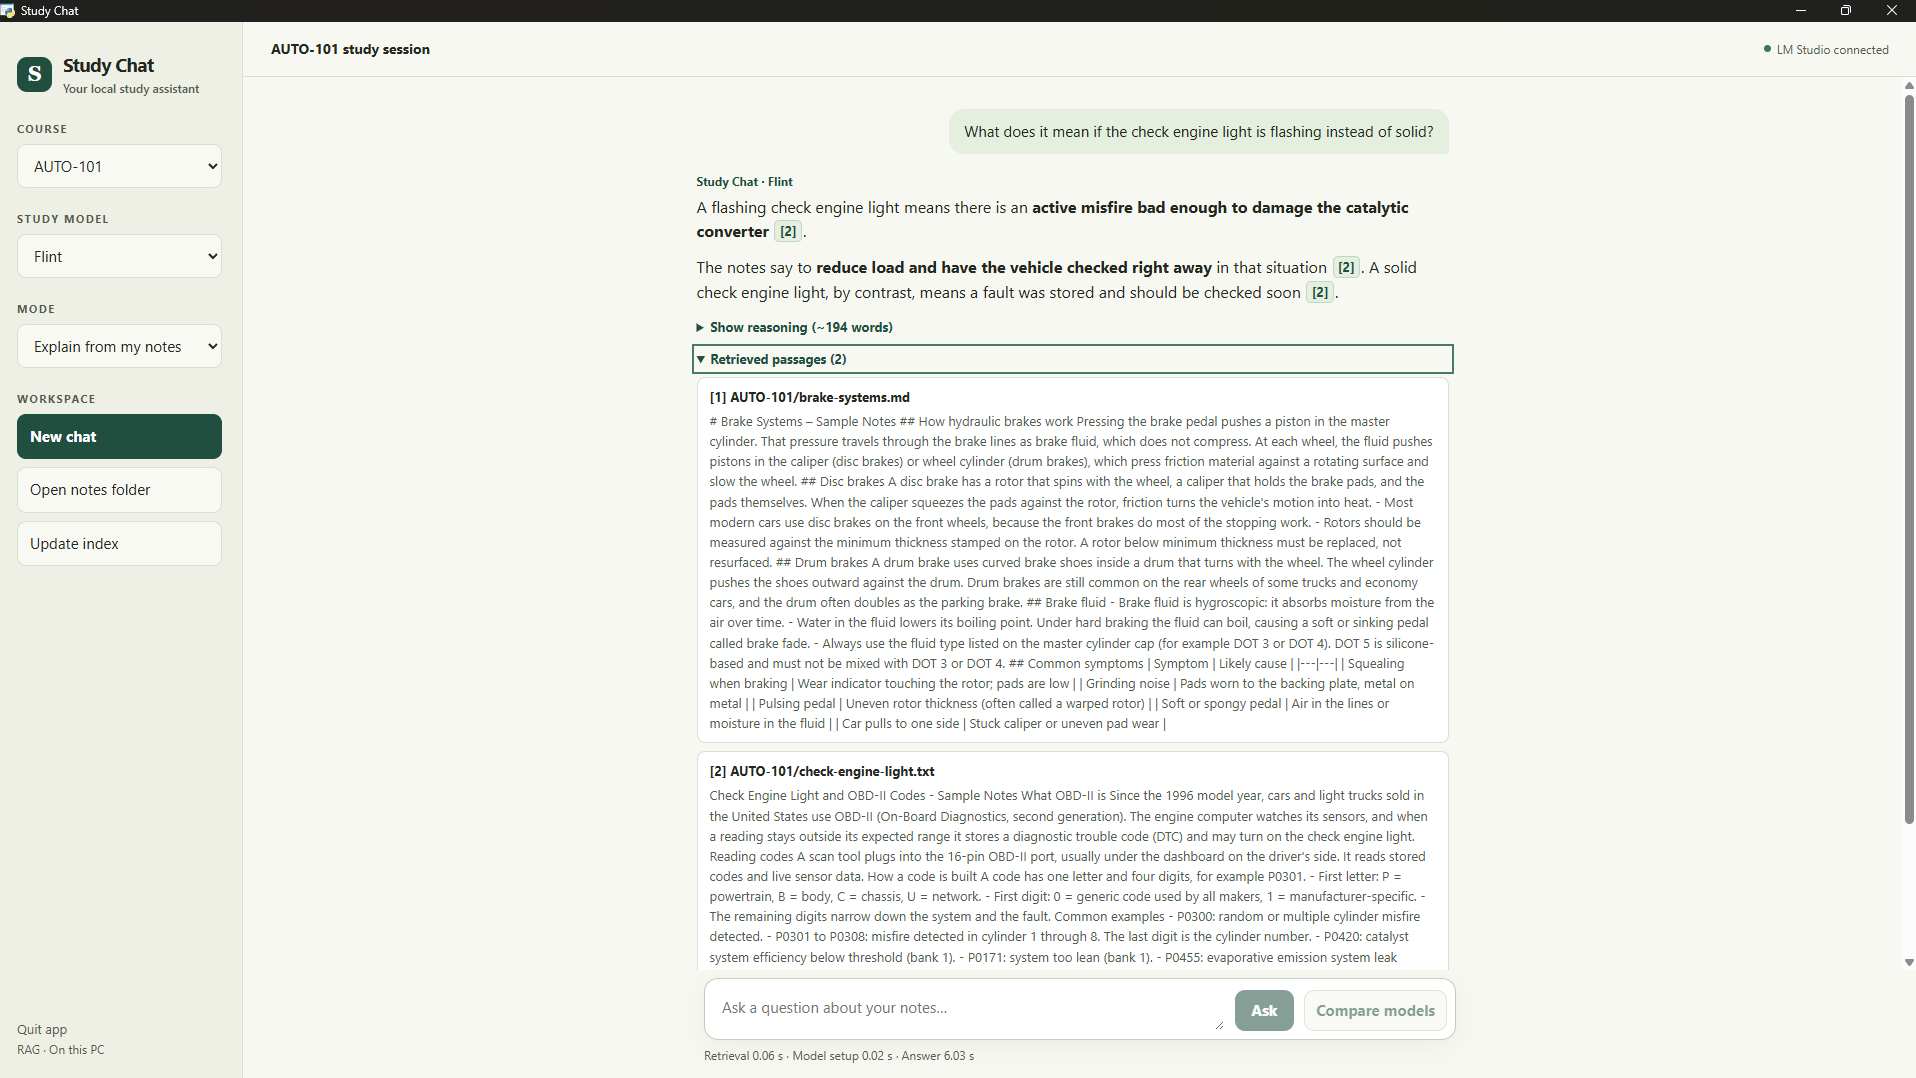 Study Chat
S
Study Chat
Your local study assistant
COURSE
AUTO-101
STUDY MODEL
Flint
MODE
Explain from my notes
WORKSPACE
New chat
Open notes folder
Update index
Quit app
RAG · On this PC
AUTO-101 study session
LM Studio connected
What does it mean if the check engine light is flashing instead of solid?
Study Chat · Flint
A flashing check engine light means there is an active misfire bad enough to damage the catalytic
converter [2].
The notes say to reduce load and have the vehicle checked right away in that situation [2]. A solid
check engine light, by contrast, means a fault was stored and should be checked soon [2].
Show reasoning (~194 words)
Retrieved passages (2)
[1] AUTO-101/brake-systems.md
# Brake Systems – Sample Notes ## How hydraulic brakes work Pressing the brake pedal pushes a piston in the master
cylinder. That pressure travels through the brake lines as brake fluid, which does not compress. At each wheel, the fluid pushes
pistons in the caliper (disc brakes) or wheel cylinder (drum brakes), which press friction material against a rotating surface and
slow the wheel. ## Disc brakes A disc brake has a rotor that spins with the wheel, a caliper that holds the brake pads, and the
pads themselves. When the caliper squeezes the pads against the rotor, friction turns the vehicle's motion into heat. - Most
modern cars use disc brakes on the front wheels, because the front brakes do most of the stopping work. - Rotors should be
measured against the minimum thickness stamped on the rotor. A rotor below minimum thickness must be replaced, not
resurfaced. ## Drum brakes A drum brake uses curved brake shoes inside a drum that turns with the wheel. The wheel cylinder
pushes the shoes outward against the drum. Drum brakes are still common on the rear wheels of some trucks and economy
cars, and the drum often doubles as the parking brake. ## Brake fluid - Brake fluid is hygroscopic: it absorbs moisture from the
air over time. - Water in the fluid lowers its boiling point. Under hard braking the fluid can boil, causing a soft or sinking pedal
called brake fade. - Always use the fluid type listed on the master cylinder cap (for example DOT 3 or DOT 4). DOT 5 is silicone-
based and must not be mixed with DOT 3 or DOT 4. ## Common symptoms | Symptom | Likely cause | |---|---| | Squealing
when braking | Wear indicator touching the rotor; pads are low | | Grinding noise | Pads worn to the backing plate, metal on
metal | | Pulsing pedal | Uneven rotor thickness (often called a warped rotor) | | Soft or spongy pedal | Air in the lines or
moisture in the fluid | | Car pulls to one side | Stuck caliper or uneven pad wear |
[2] AUTO-101/check-engine-light.txt
Check Engine Light and OBD-II Codes - Sample Notes What OBD-II is Since the 1996 model year, cars and light trucks sold in
the United States use OBD-II (On-Board Diagnostics, second generation). The engine computer watches its sensors, and when
a reading stays outside its expected range it stores a diagnostic trouble code (DTC) and may turn on the check engine light.
Reading codes A scan tool plugs into the 16-pin OBD-II port, usually under the dashboard on the driver's side. It reads stored
codes and live sensor data. How a code is built A code has one letter and four digits, for example P0301. - First letter: P =
powertrain, B = body, C = chassis, U = network. - First digit: 0 = generic code used by all makers, 1 = manufacturer-specific. -
The remaining digits narrow down the system and the fault. Common examples - P0300: random or multiple cylinder misfire
detected. - P0301 to P0308: misfire detected in cylinder 1 through 8. The last digit is the cylinder number. - P0420: catalyst
system efficiency below threshold (bank 1). - P0171: system too lean (bank 1). - P0455: evaporative emission system leak
Ask a question about your notes...
Ask
Compare models
Retrieval 0.06 s · Model setup 0.02 s · Answer 6.03 s